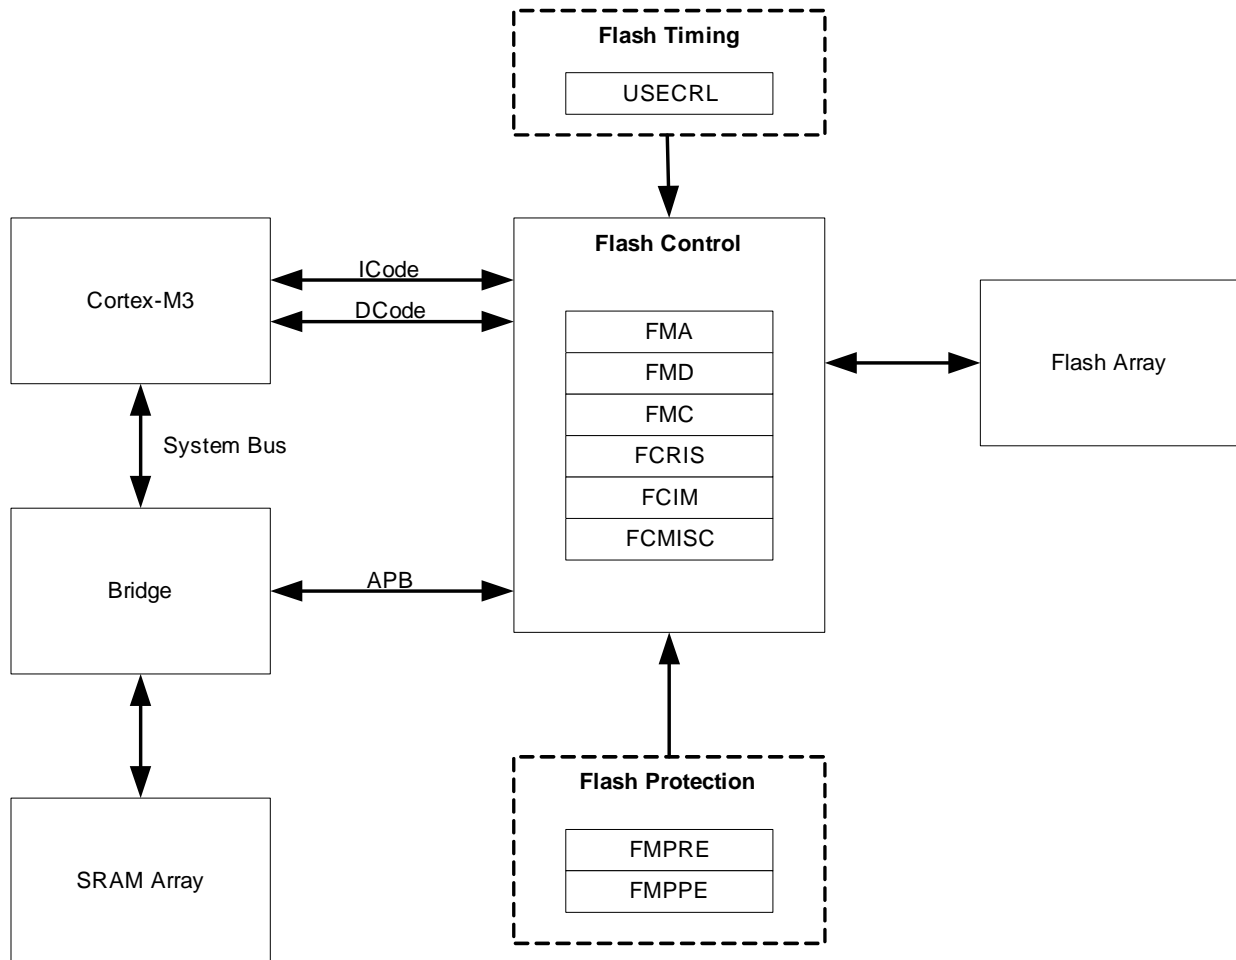 Flash Timing
USECRL
Cortex-M3
ICode
DCode
System Bus
Flash Control
FMA
FMD
FMC
FCRIS
FCIM
FCMISC
Flash Array
Bridge
APB
SRAM Array
Flash Protection
FMPRE
FMPPE